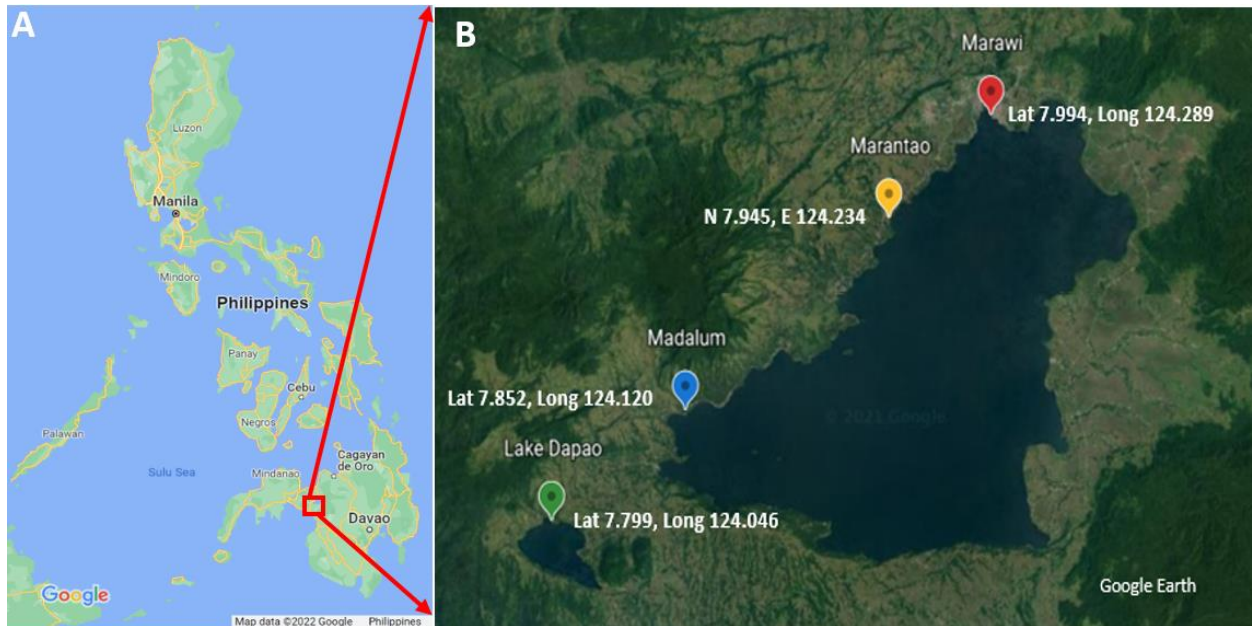 A
Luzon
Manila
Mindoro
Philippines
Panay
Cebu
Negros
Palawan
Cagayan
de Oro
Sulu Sea
Mindanao
Davao
Google
Map data ©2022 Google Philippines
B
Marawi
Lat 7.994, Long 124.289
Marantao
N 7.945, E 124.234
Madalum
Lat 7.852, Long 124.120
© 2021 Google
Lake Dapao
Lat 7.799, Long 124.046
Google Earth